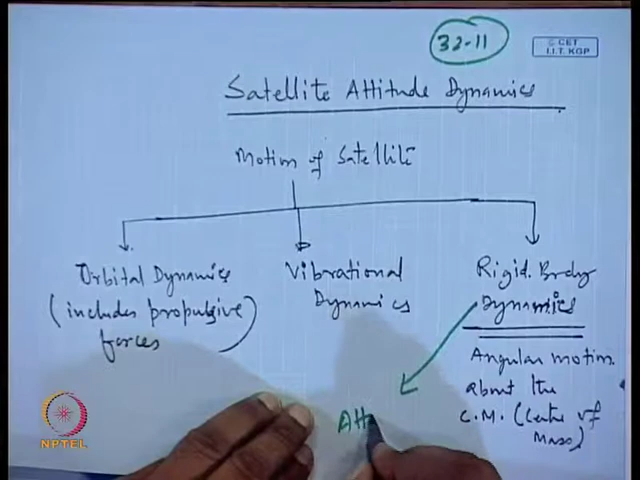 32-11
© CET
I.I.T. KGP
Satellite Attitude Dynamics
Motion of Satellite
Orbital Dynamics
(includes propulsive
forces
Vibrational
Dynamics
Rigid Body
Dynamics
Angular motion
about the
C.M. (Centre of
Mass)
Att
NPTEL